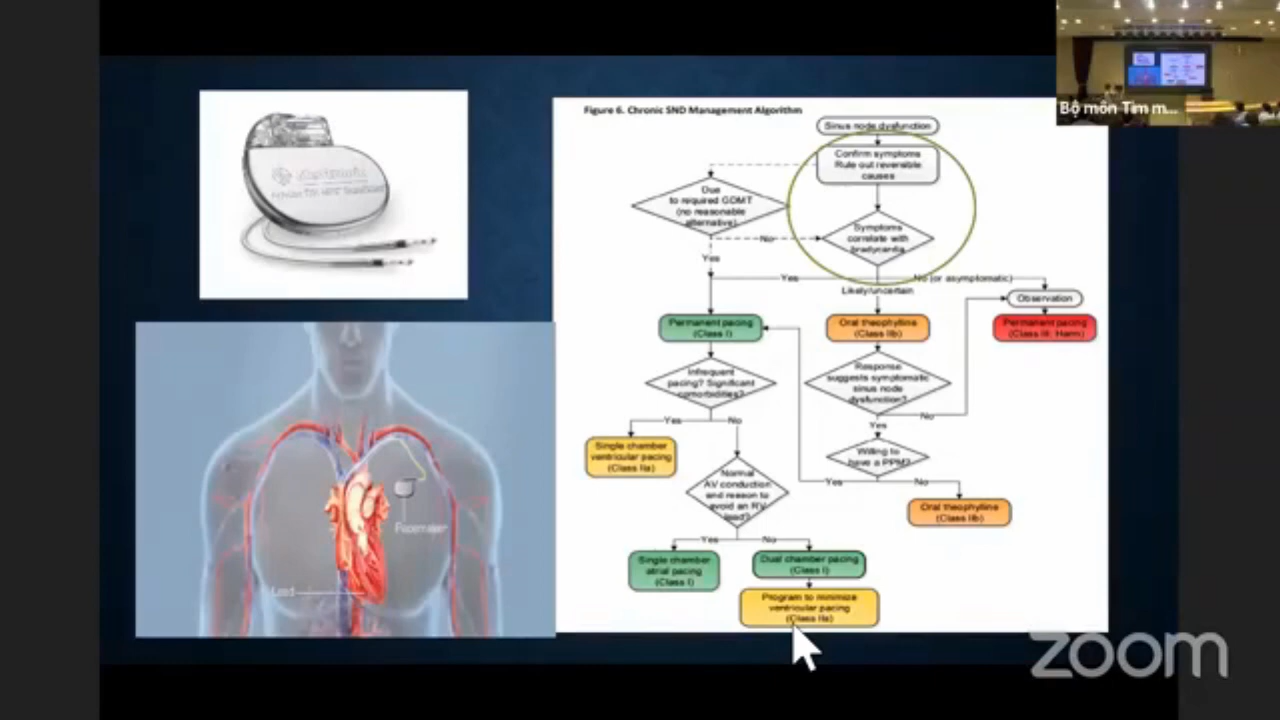 Bộ môn Tim m...
Figure 6. Chronic SND Management Algorithm
Sinus node dysfunction
Confirm symptoms
Rule out reversible
causes
Due
to required GDMT
(no reasonable
alternative)
No
Symptoms
correlate with
bradycardia
Yes
Yes
No (or asymptomatic)
Likely/uncertain
Observation
Permanent pacing
(Class I)
Oral theophylline
(Class IIb)
Permanent pacing
(Class III: Harm)
Infrequent
pacing? Significant
comorbidities?
Response
suggests symptomatic
sinus node
dysfunction?
Yes
No
No
Yes
Single chamber
ventricular pacing
(Class IIa)
Willing to
have a PPM?
Normal
AV conduction
and reason to
avoid an RV
lead?
Yes
No
Oral theophylline
(Class IIb)
Yes
No
Single chamber
atrial pacing
(Class I)
Dual chamber pacing
(Class I)
Program to minimize
ventricular pacing
(Class IIa)
Pacemaker
Lead
zoom